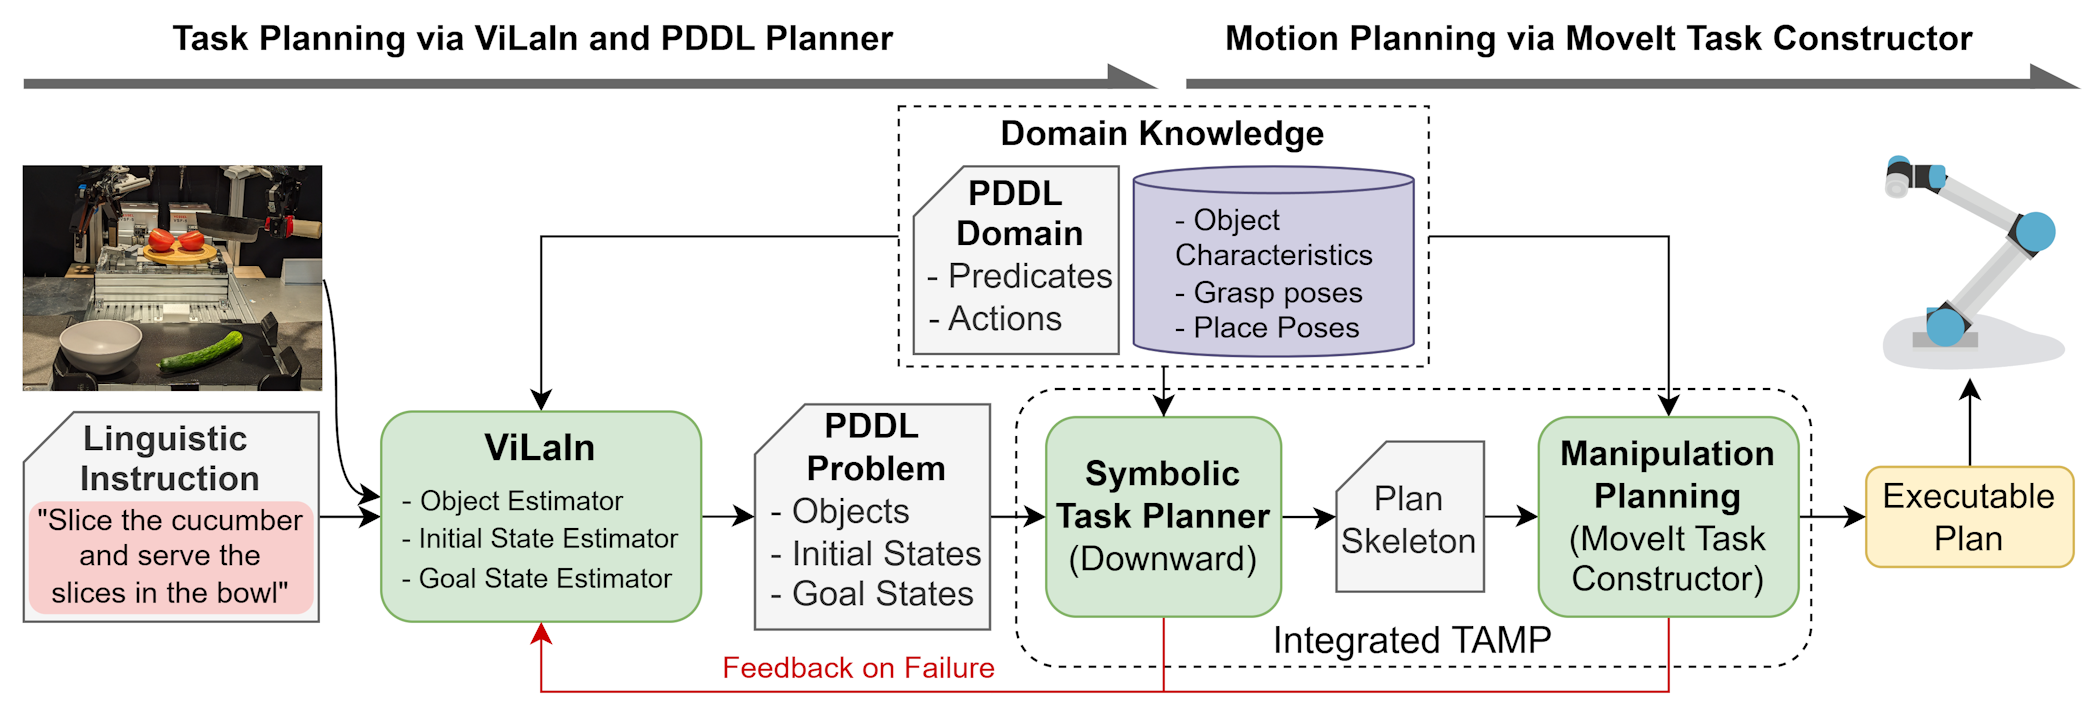 Task Planning via ViLaIn and PDDL Planner
Motion Planning via MoveIt Task Constructor
Domain Knowledge
PDDL
Domain
- Predicates
- Actions
- Object
Characteristics
- Grasp poses
- Place Poses
Linguistic
Instruction
"Slice the cucumber
and serve the
slices in the bowl"
ViLaIn
- Object Estimator
- Initial State Estimator
- Goal State Estimator
PDDL
Problem
- Objects
- Initial States
- Goal States
Symbolic
Task Planner
(Downward)
Plan
Skeleton
Manipulation
Planning
(MoveIt Task
Constructor)
Executable
Plan
Integrated TAMP
Feedback on Failure